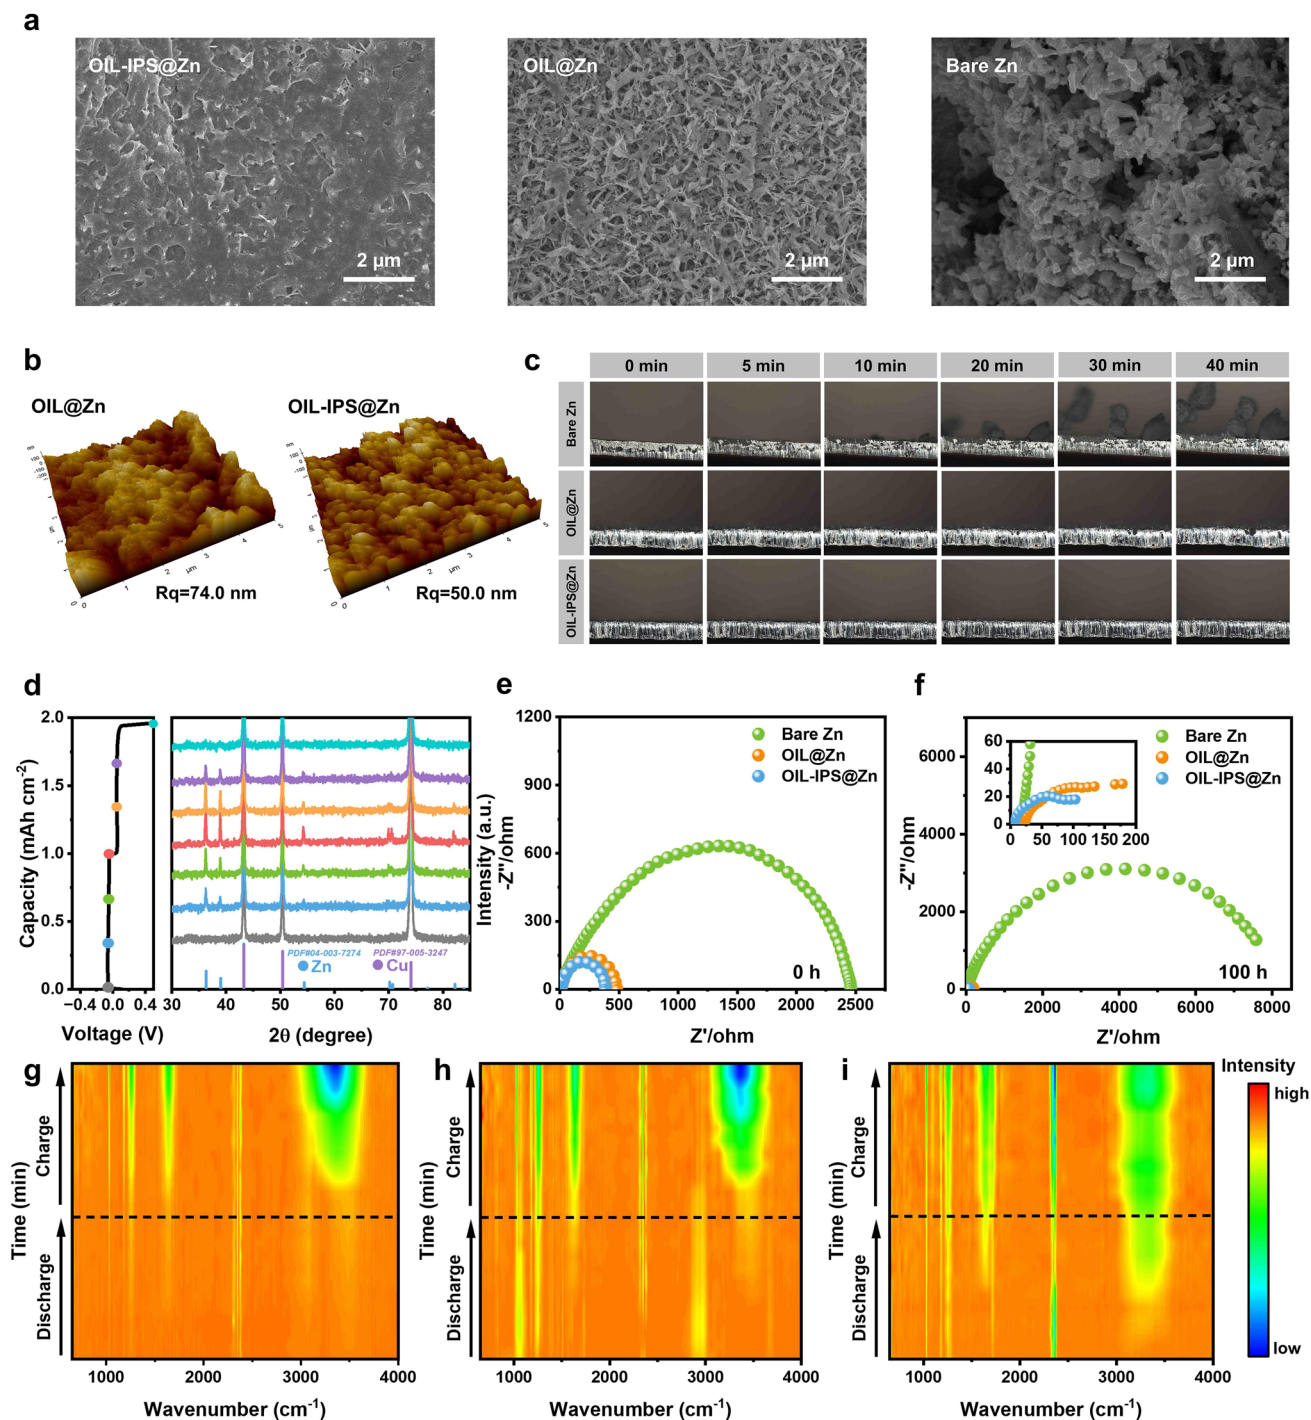 a
OIL-IPS@Zn
2 μm
OIL@Zn
2 μm
Bare Zn
2 μm
b
OIL@Zn
Rq=74.0 nm
OIL-IPS@Zn
Rq=50.0 nm
c
0 min 5 min 10 min 20 min 30 min 40 min
Bare Zn
OIL@Zn
OIL-IPS@Zn
d
Capacity (mAh cm⁻²)
2.0
1.5
1.0
0.5
0.0
−0.4 0.0 0.4
Voltage (V)
Intensity (a.u.)
PDF#04-003-7274 PDF#97-005-3247
Zn Cu
30 40 50 60 70 80
2θ (degree)
e
-Z''/ohm
1200
900
600
300
0
Bare Zn
OIL@Zn
OIL-IPS@Zn
0 h
0 500 1000 1500 2000 2500
Z'/ohm
f
-Z''/ohm
6000
4000
2000
0
60
40
20
0
0 50 100 150 180
Bare Zn
OIL@Zn
OIL-IPS@Zn
100 h
0 2000 4000 6000 8000
Z'/ohm
g
Time (min)
Charge
Discharge
1000 2000 3000 4000
Wavenumber (cm⁻¹)
h
Time (min)
Charge
Discharge
1000 2000 3000 4000
Wavenumber (cm⁻¹)
i
Time (min)
Charge
Discharge
1000 2000 3000 4000
Wavenumber (cm⁻¹)
Intensity
high
low